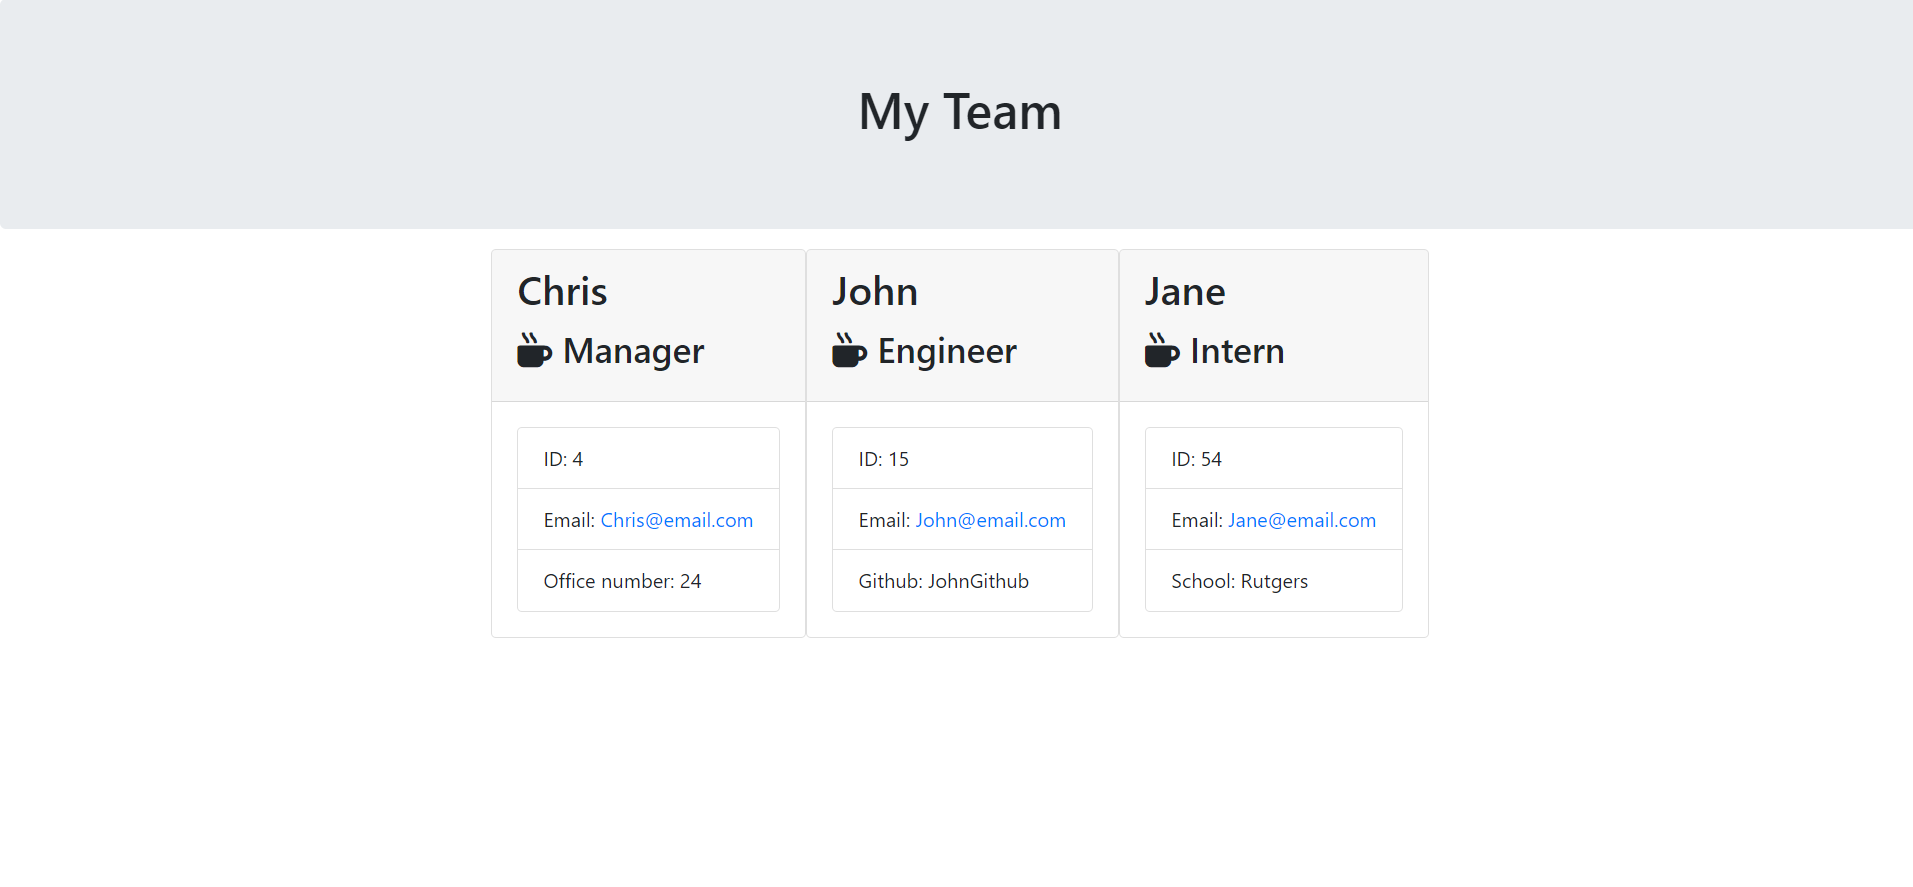 My Team
Chris
Manager
ID: 4
Email: Chris@email.com
Office number: 24
John
Engineer
ID: 15
Email: John@email.com
Github: JohnGithub
Jane
Intern
ID: 54
Email: Jane@email.com
School: Rutgers